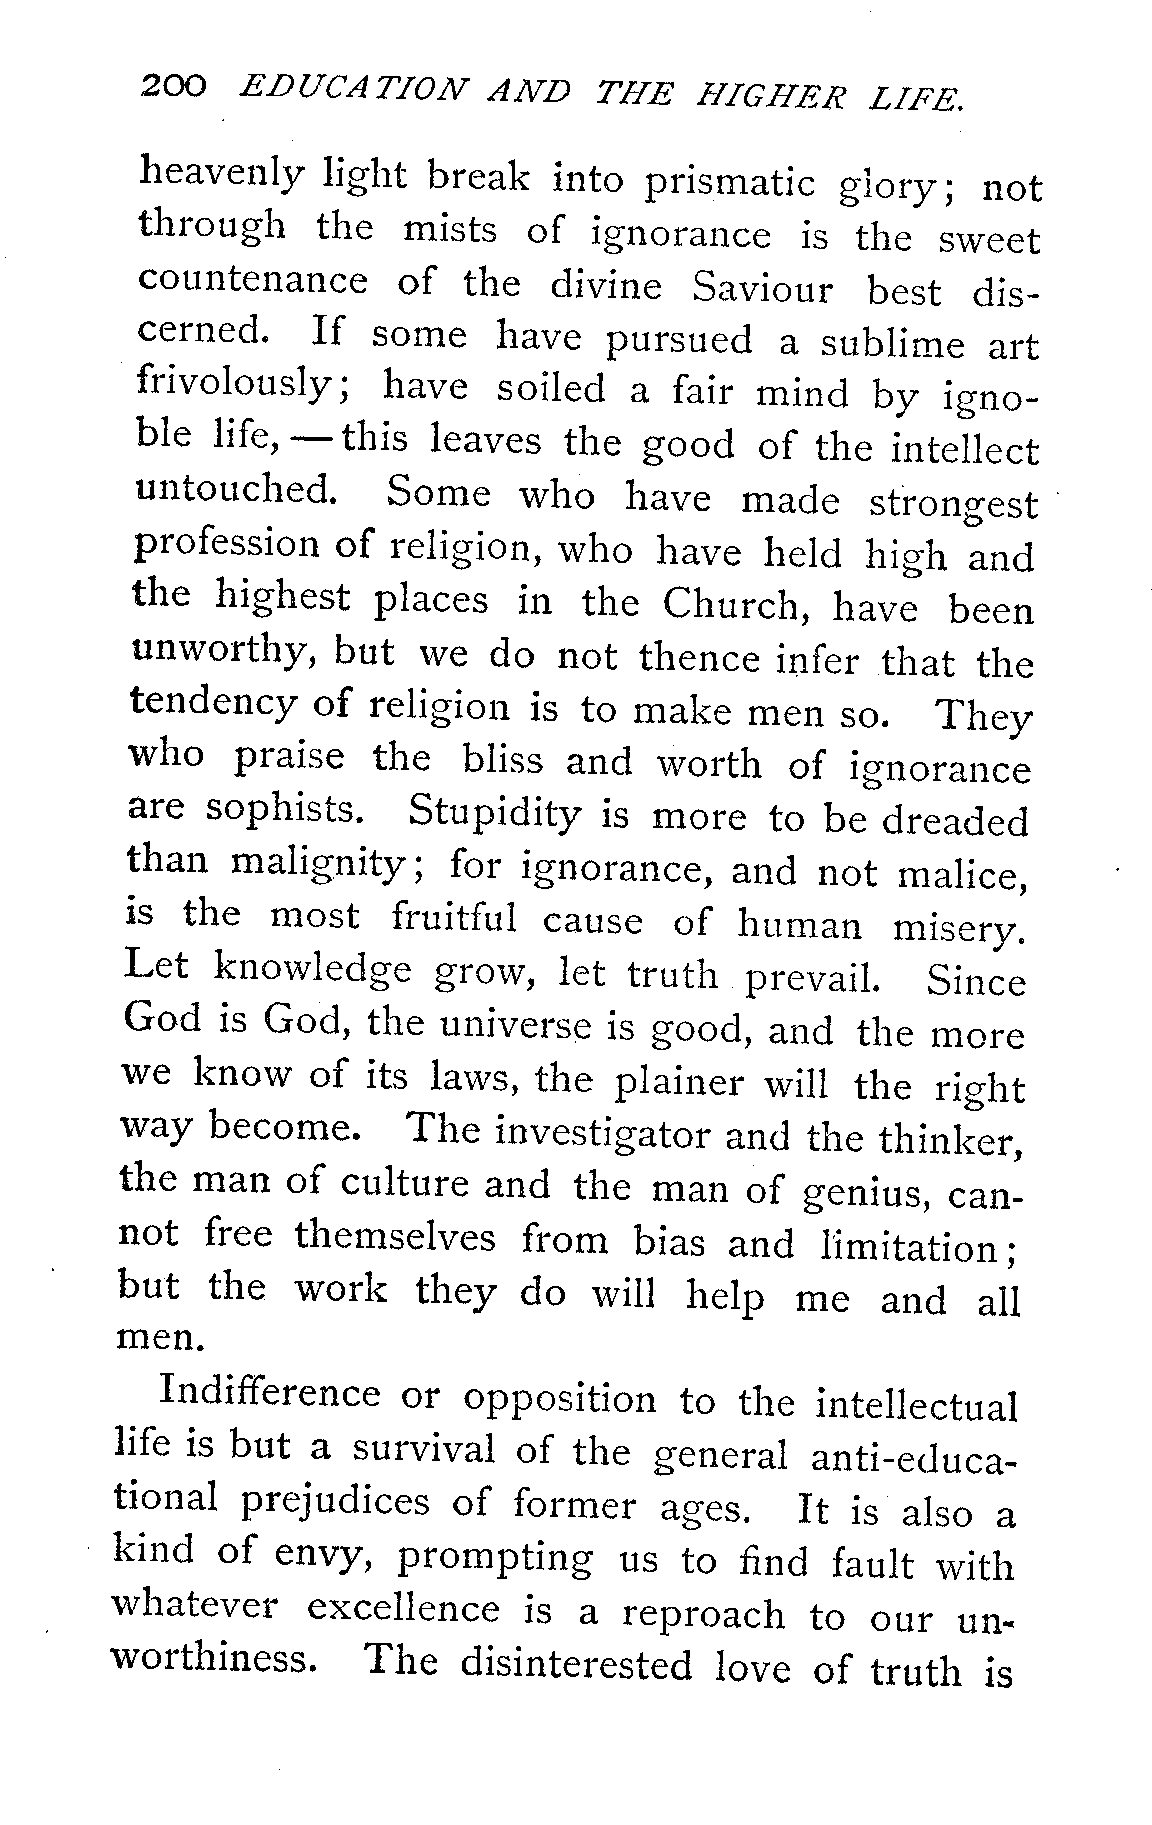 200 EDUCATION AND THE HIGHER LIFE.
heavenly light break into prismatic glory; not
through the mists of ignorance is the sweet
countenance of the divine Saviour best dis-
cerned. If some have pursued a sublime art
frivolously; have soiled a fair mind by igno-
ble life, — this leaves the good of the intellect
untouched. Some who have made strongest
profession of religion, who have held high and
the highest places in the Church, have been
unworthy, but we do not thence infer that the
tendency of religion is to make men so. They
who praise the bliss and worth of ignorance
are sophists. Stupidity is more to be dreaded
than malignity; for ignorance, and not malice,
is the most fruitful cause of human misery.
Let knowledge grow, let truth prevail. Since
God is God, the universe is good, and the more
we know of its laws, the plainer will the right
way become. The investigator and the thinker,
the man of culture and the man of genius, can-
not free themselves from bias and limitation;
but the work they do will help me and all
men.
Indifference or opposition to the intellectual
life is but a survival of the general anti-educa-
tional prejudices of former ages. It is also a
kind of envy, prompting us to find fault with
whatever excellence is a reproach to our un-
worthiness. The disinterested love of truth is